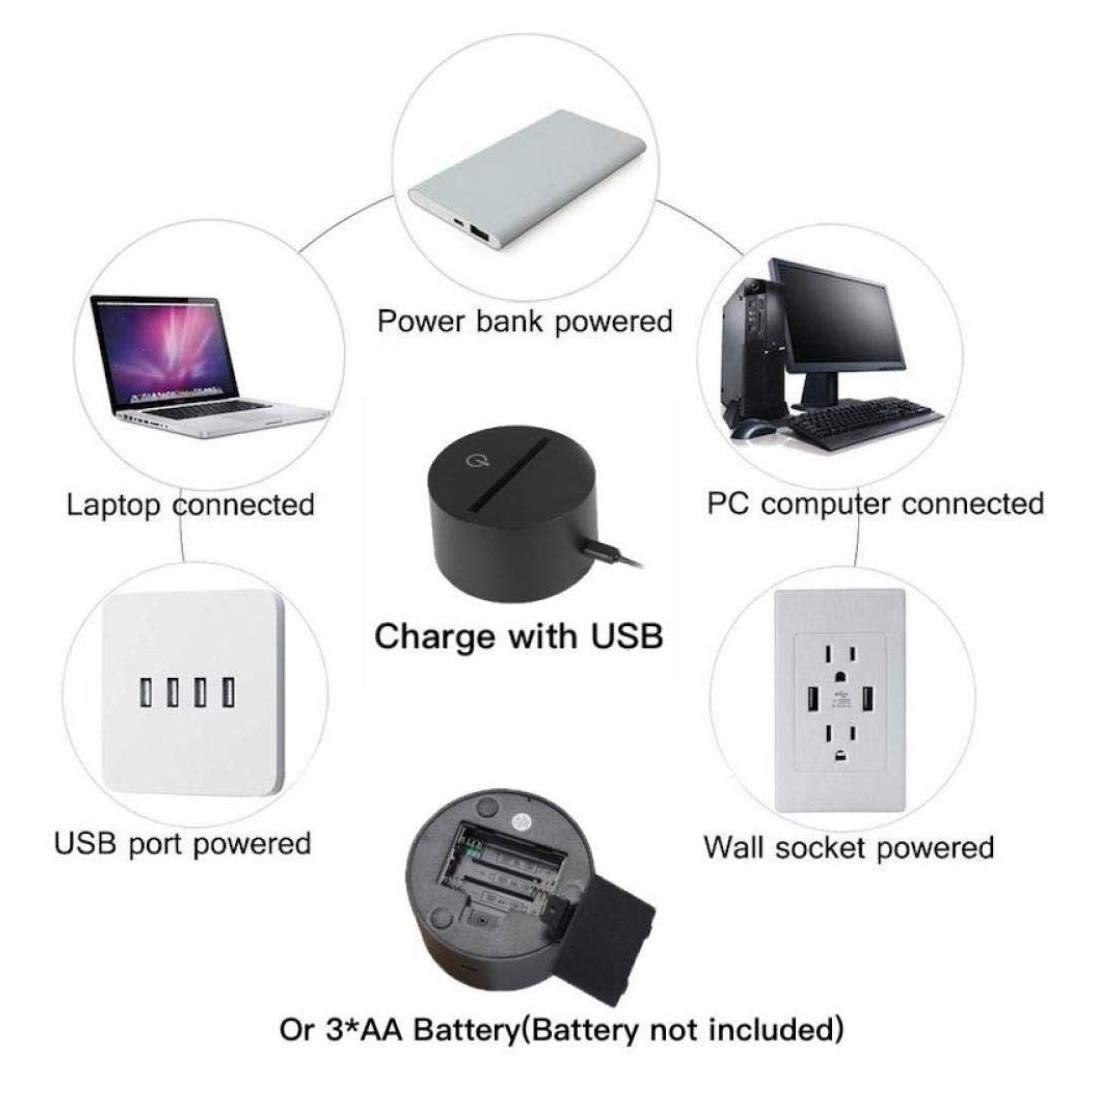 Power bank powered
Laptop connected
PC computer connected
Charge with USB
USB port powered
Wall socket powered
Or 3*AA Battery(Battery not included)